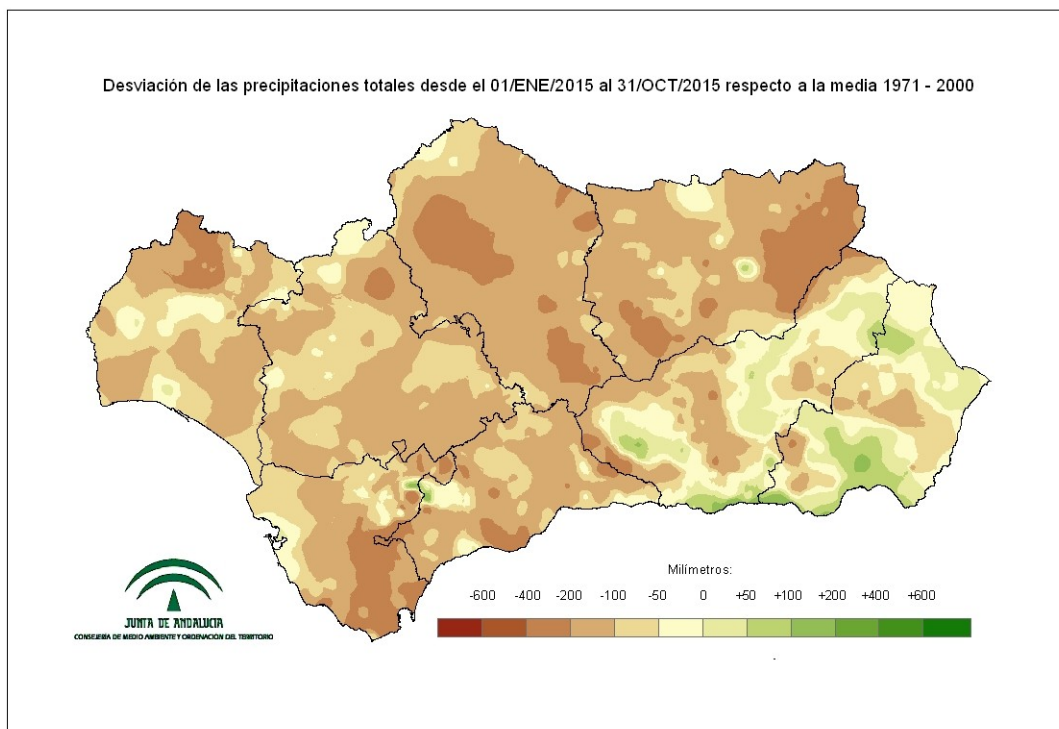 Desviación de las precipitaciones totales desde el 01/ENE/2015 al 31/OCT/2015 respecto a la media 1971 - 2000
Milímetros:
-600 -400 -200 -100 -50 0 +50 +100 +200 +400 +600
JUNTA DE ANDALUCIA
CONSEJERÍA DE MEDIO AMBIENTE Y ORDENACIÓN DEL TERRITORIO